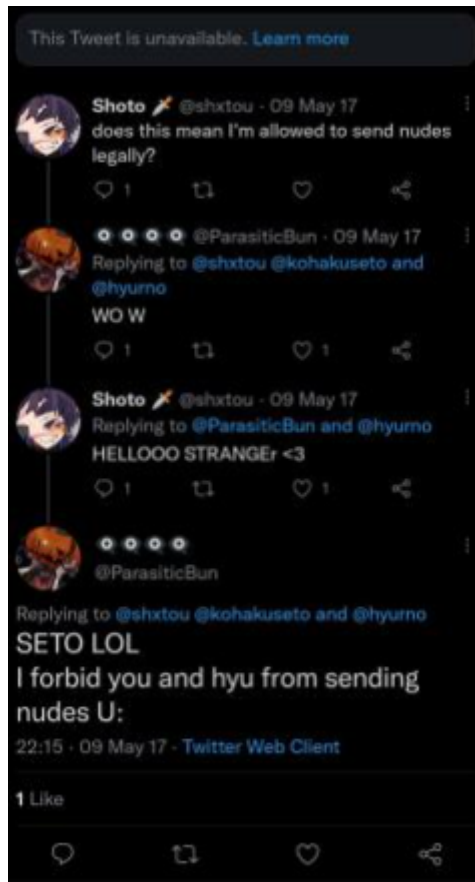 This Tweet is unavailable. Learn more
Shoto @shxtou · 09 May 17
does this mean I'm allowed to send nudes
legally?
1
@ParasiticBun · 09 May 17
Replying to @shxtou @kohakuseto and
@hyurno
WO W
1 1
Shoto @shxtou · 09 May 17
Replying to @ParasiticBun and @hyurno
HELLOOO STRANGEr <3
1 1
@ParasiticBun
Replying to @shxtou @kohakuseto and @hyurno
SETO LOL
I forbid you and hyu from sending
nudes U:
22:15 · 09 May 17 · Twitter Web Client
1 Like